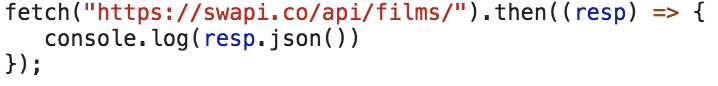 fetch("https://swapi.co/api/films/").then((resp) => {
   console.log(resp.json())
});